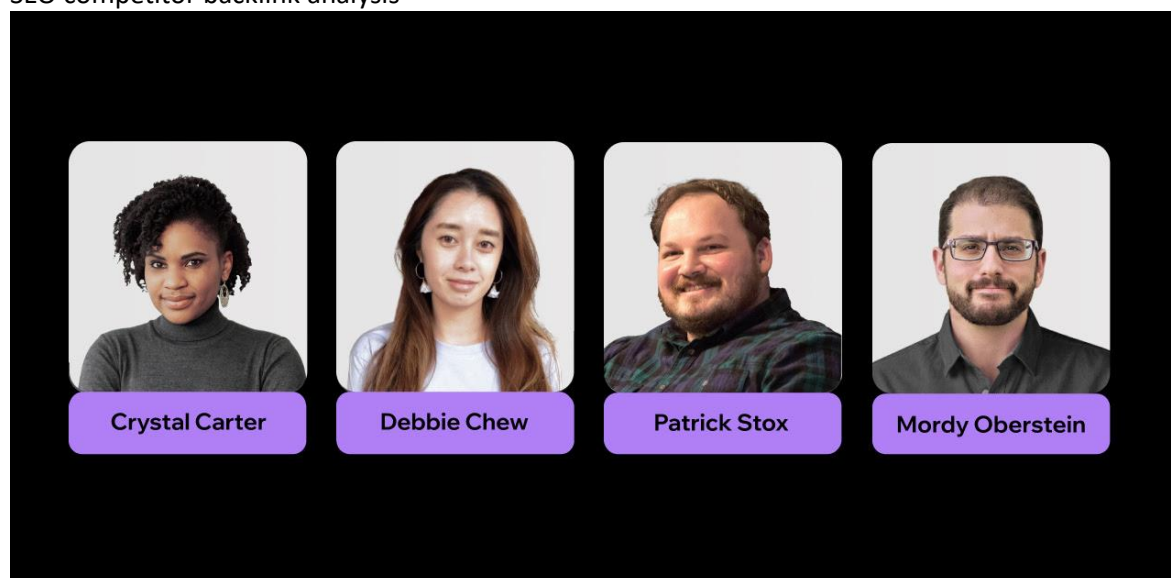 SEO competitor backlink analysis
Crystal Carter
Debbie Chew
Patrick Stox
Mordy Oberstein